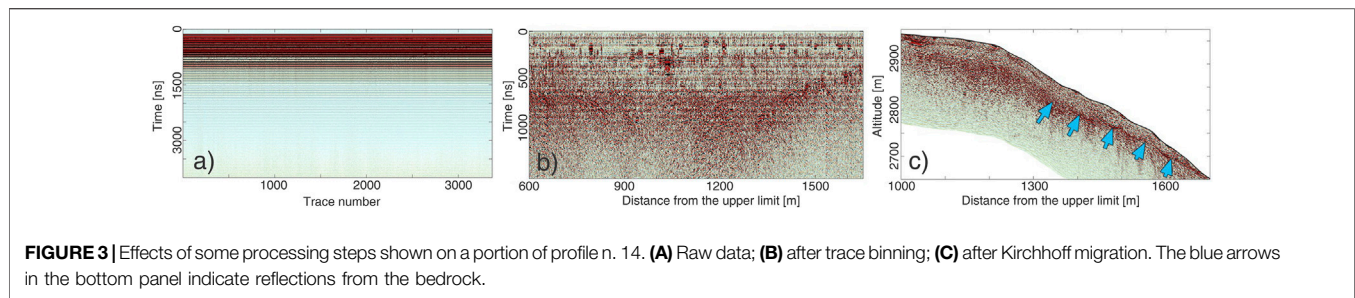 0
1500
3000
Time [ns]
a)
1000
2000
3000
Trace number
0
500
1000
Time [ns]
b)
600
900
1200
1500
Distance from the upper limit [m]
2900
2800
2700
Altitude [m]
c)
1000
1300
1600
Distance from the upper limit [m]
FIGURE 3 | Effects of some processing steps shown on a portion of profile n. 14. (A) Raw data; (B) after trace binning; (C) after Kirchhoff migration. The blue arrows
in the bottom panel indicate reflections from the bedrock.